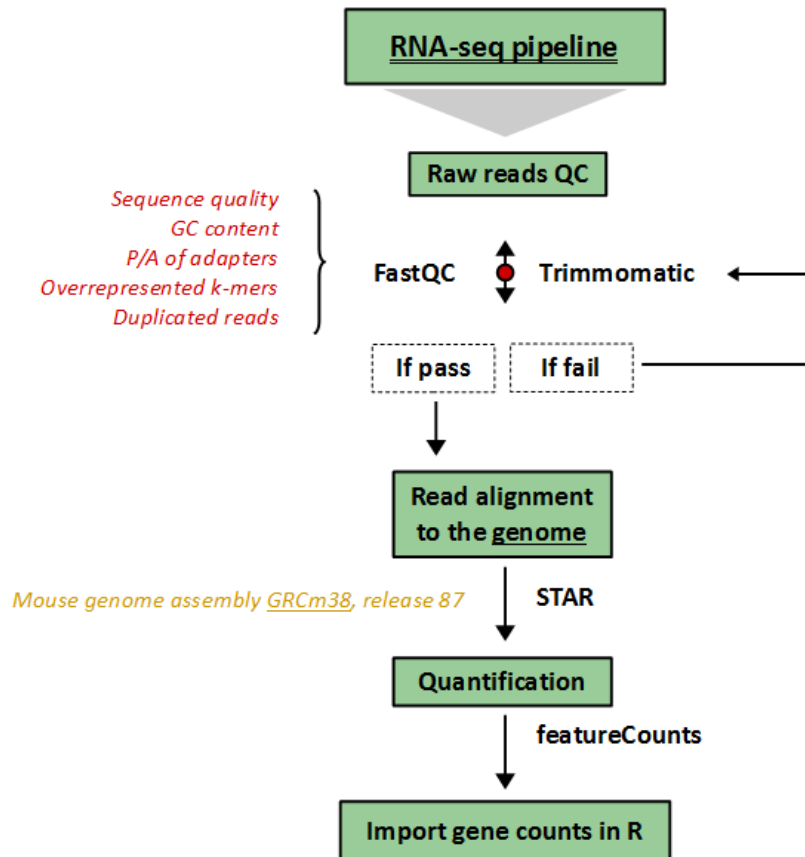 RNA-seq pipeline
Raw reads QC
Sequence quality
GC content
P/A of adapters
Overrepresented k-mers
Duplicated reads
FastQC
Trimmomatic
If pass
If fail
Read alignment
to the genome
Mouse genome assembly GRCm38, release 87
STAR
Quantification
featureCounts
Import gene counts in R